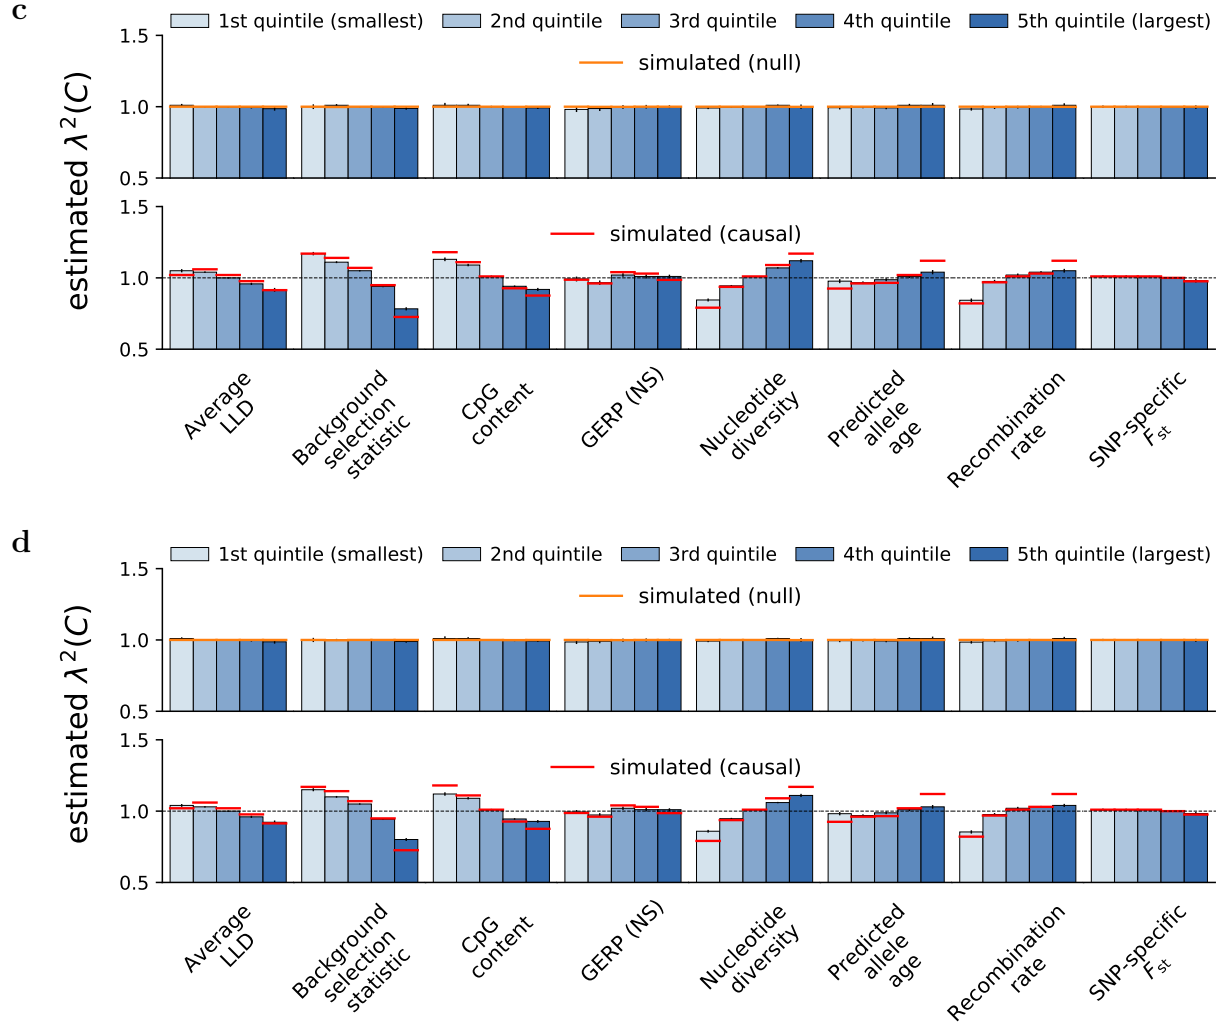 c
1st quintile (smallest) 2nd quintile 3rd quintile 4th quintile 5th quintile (largest)
1.5
simulated (null)
1.0
0.5
estimated λ²(C)
1.5
simulated (causal)
1.0
0.5
Average
LLD
Background
selection
statistic
CpG
content
GERP (NS)
Nucleotide
diversity
Predicted
allele
age
Recombination
rate
SNP-specific
Fst
d
1st quintile (smallest) 2nd quintile 3rd quintile 4th quintile 5th quintile (largest)
1.5
simulated (null)
1.0
0.5
estimated λ²(C)
1.5
simulated (causal)
1.0
0.5
Average
LLD
Background
selection
statistic
CpG
content
GERP (NS)
Nucleotide
diversity
Predicted
allele
age
Recombination
rate
SNP-specific
Fst